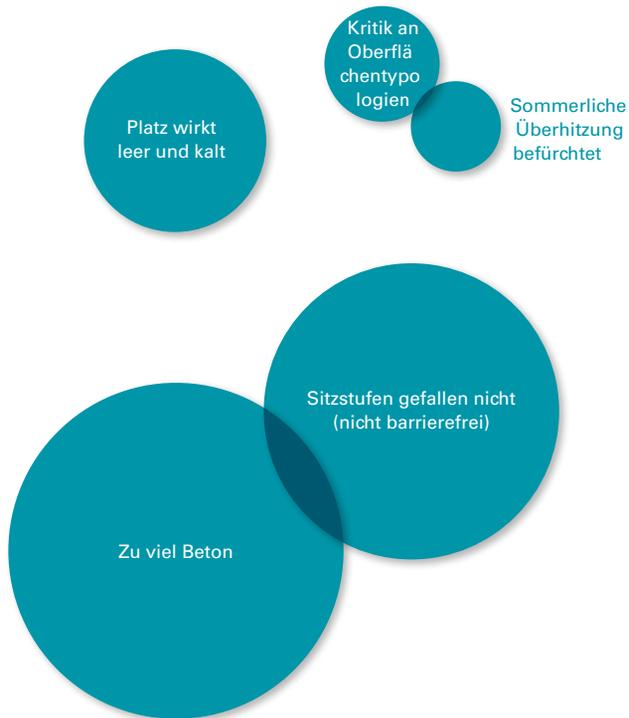 Kritik an
Oberflä
chentypo
logien
Sommerliche
Überhitzung
befürchtet
Platz wirkt
leer und kalt
Sitzstufen gefallen nicht
(nicht barrierefrei)
Zu viel Beton